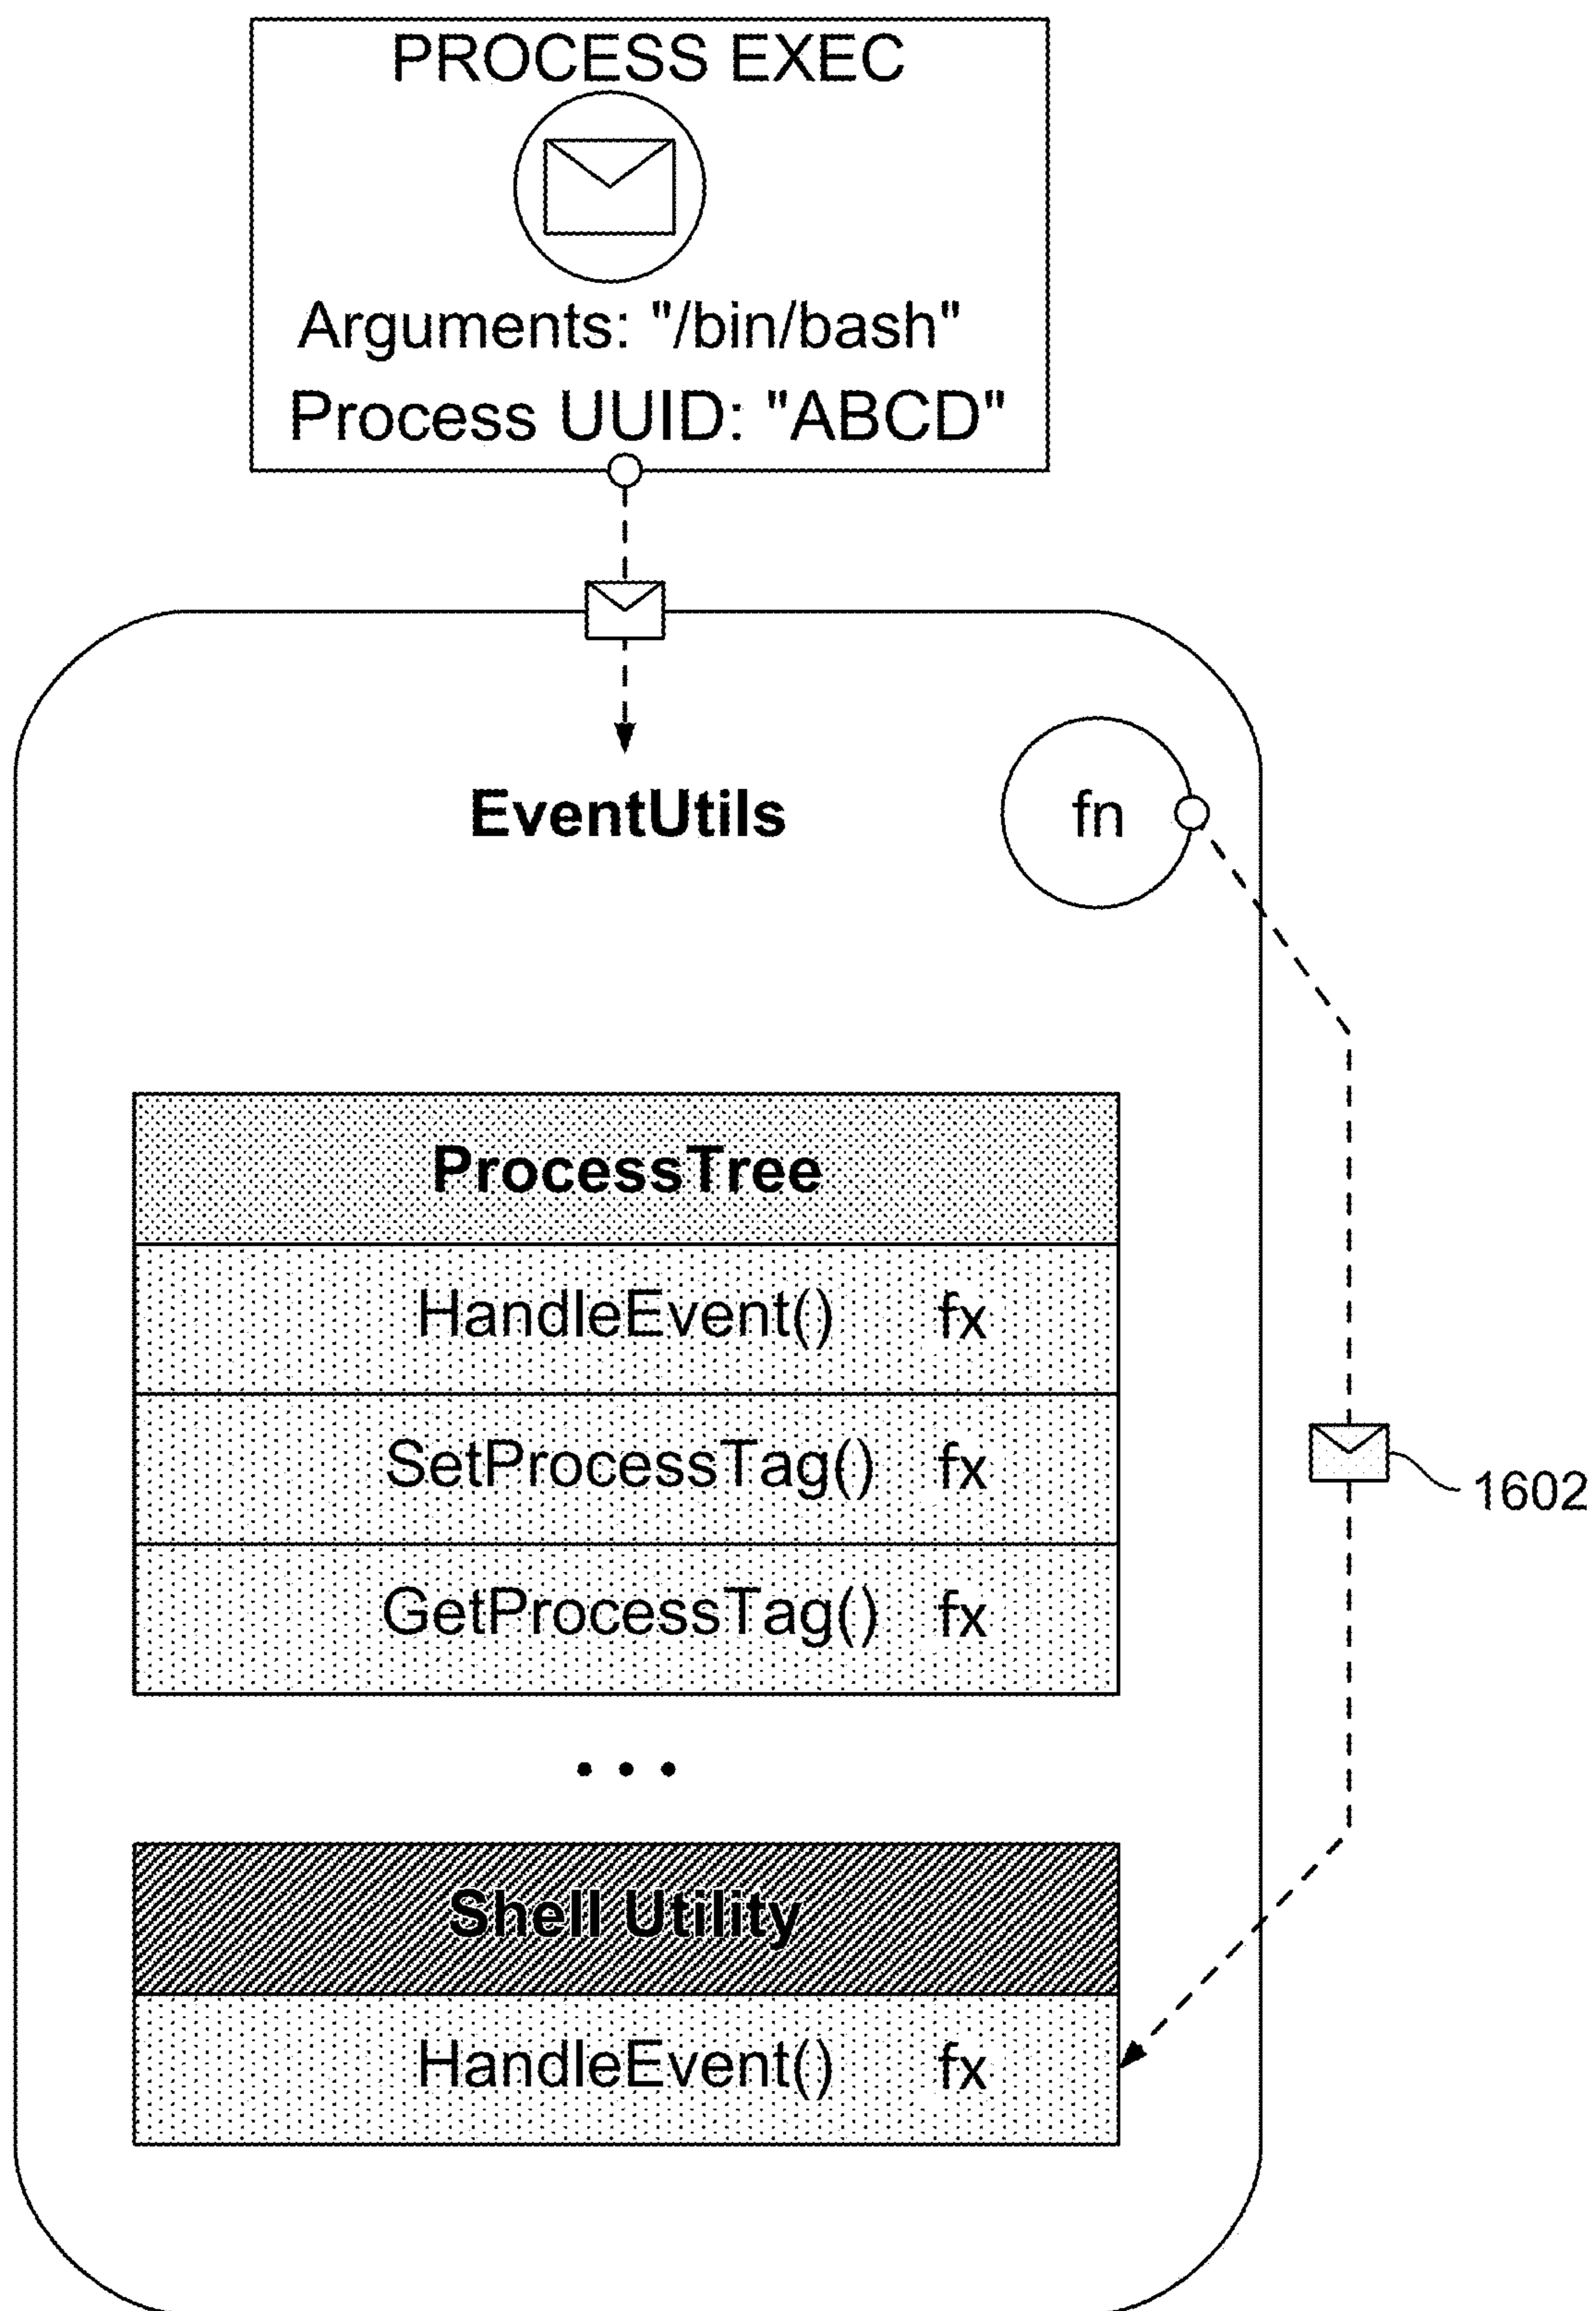 PROCESS EXEC
Arguments: "/bin/bash"
Process UUID: "ABCD"
EventUtils
fn
ProcessTree
HandleEvent() fx
SetProcessTag() fx
GetProcessTag() fx
1602
...
Shell Utility
HandleEvent() fx